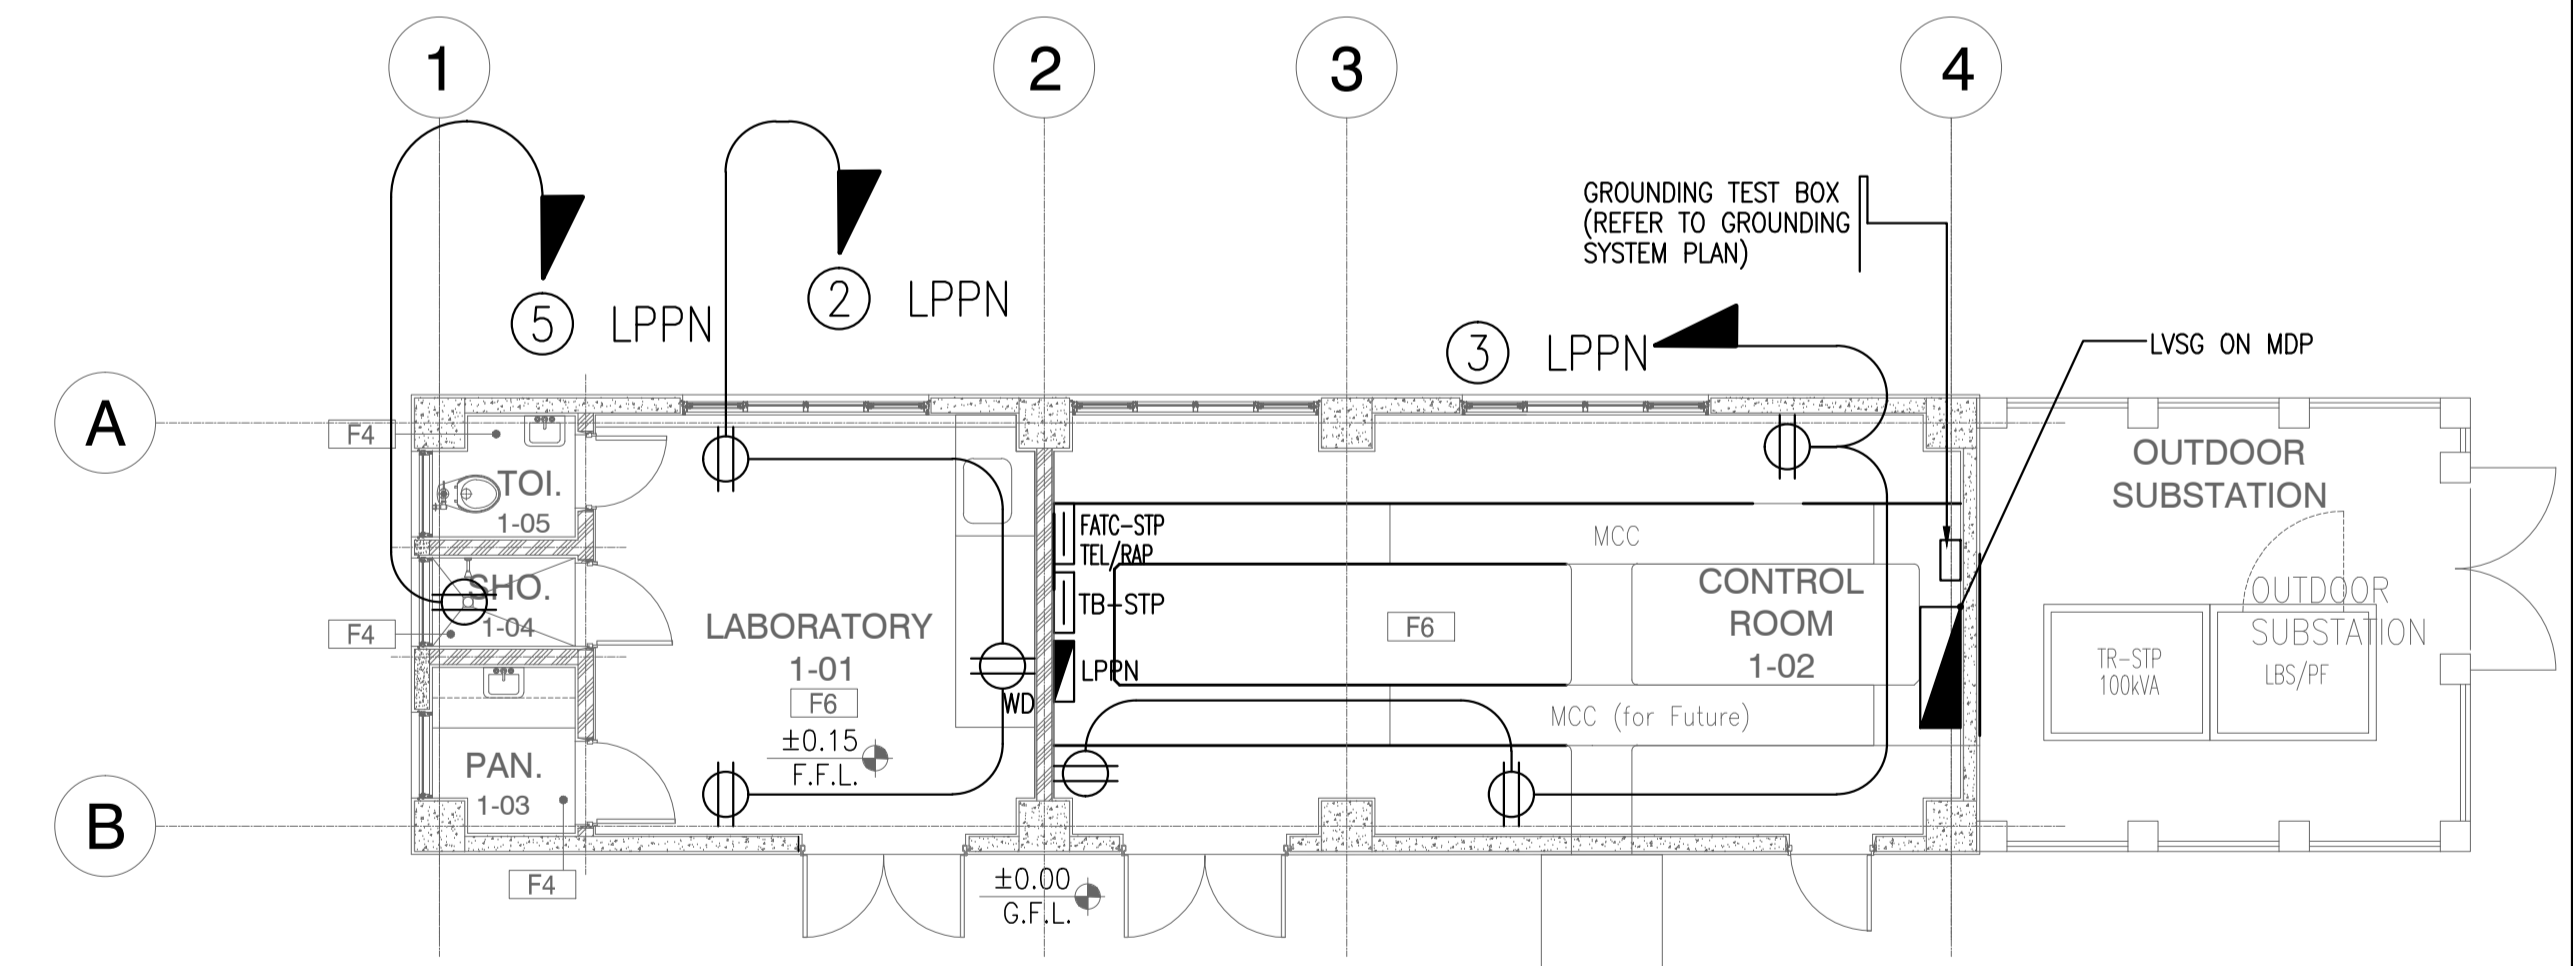 1
2
3
4
GROUNDING TEST BOX
(REFER TO GROUNDING
SYSTEM PLAN)
5 LPPN
2 LPPN
3 LPPN
LVSG ON MDP
A
F4
TOI.
1-05
OUTDOOR
SUBSTATION
FATC-STP
TEL/RAP
MCC
SHO.
1-04
F4
TB-STP
CONTROL
ROOM
1-02
F6
OUTDOOR
SUBSTATION
LABORATORY
1-01
F6
LPPN
WD
TR-STP
100kVA
LBS/PF
MCC (for Future)
±0.15
F.F.L.
PAN.
1-03
B
F4
±0.00
G.F.L.